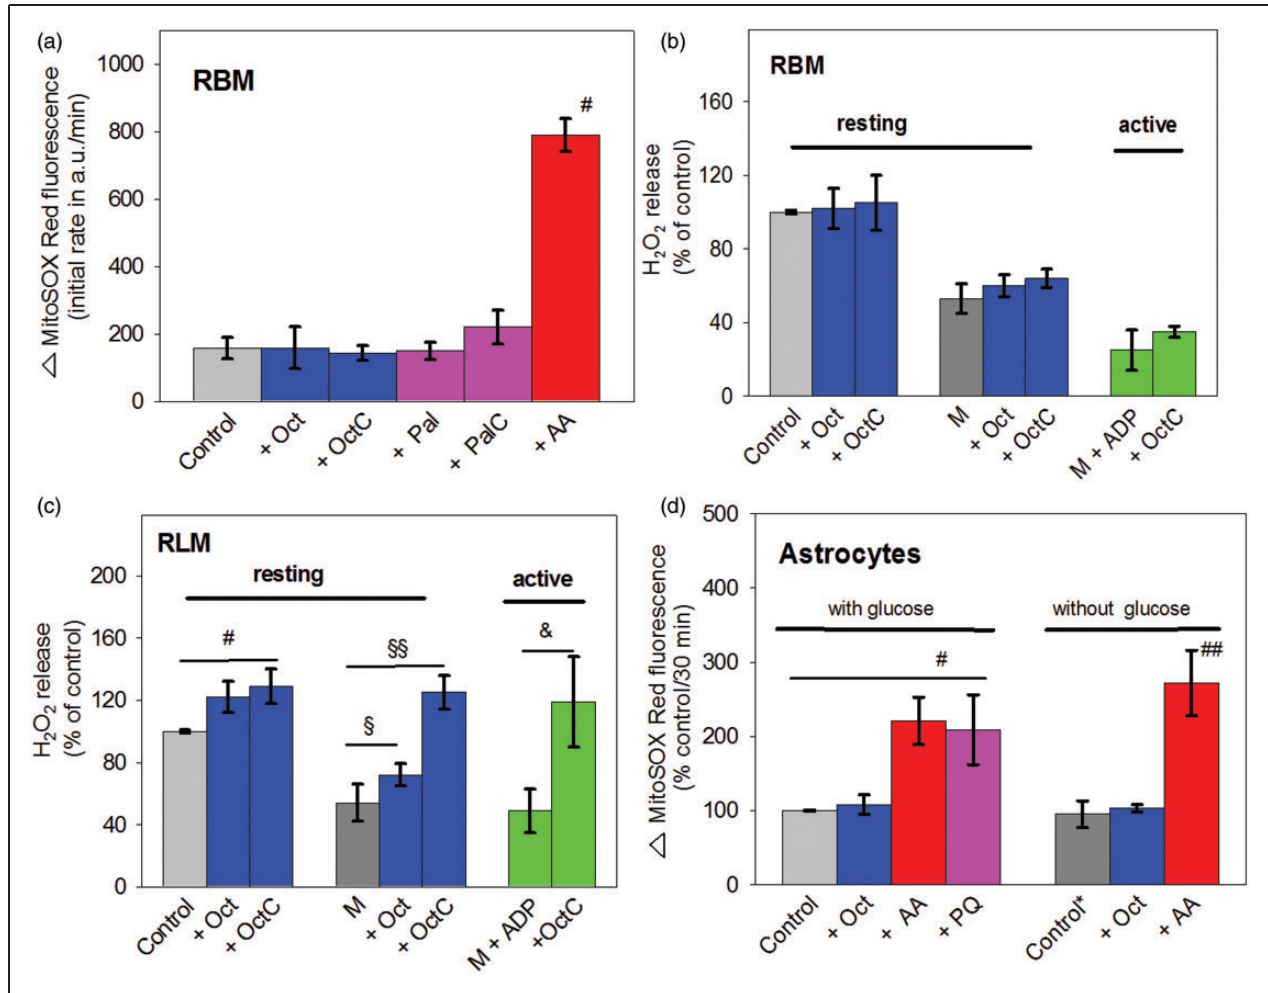 (a)
1000
800
600
400
200
0
△ MitoSOX Red fluorescence
(initial rate in a.u./min)
RBM
#
Control
+ Oct
+ OctC
+ Pal
+ PalC
+ AA
(b)
160
120
80
40
0
H₂O₂ release
(% of control)
RBM
resting
active
Control
+ Oct
+ OctC
M
+ Oct
+ OctC
M + ADP
+ OctC
(c)
200
160
120
80
40
0
H₂O₂ release
(% of control)
RLM
resting
active
#
§
§§
&
Control
+ Oct
+ OctC
M
+ Oct
+ OctC
M + ADP
+OctC
(d)
500
400
300
200
100
0
△ MitoSOX Red fluorescence
(% control/30 min)
Astrocytes
with glucose
without glucose
#
##
Control
+ Oct
+ AA
+ PQ
Control*
+ Oct
+ AA